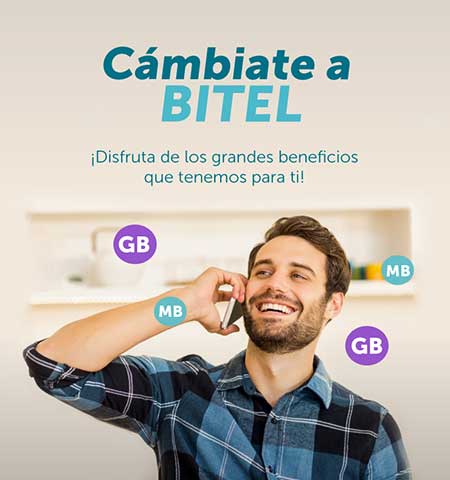 Cámbiate a
BITEL
¡Disfruta de los grandes beneficios
que tenemos para ti!
GB
MB
MB
GB